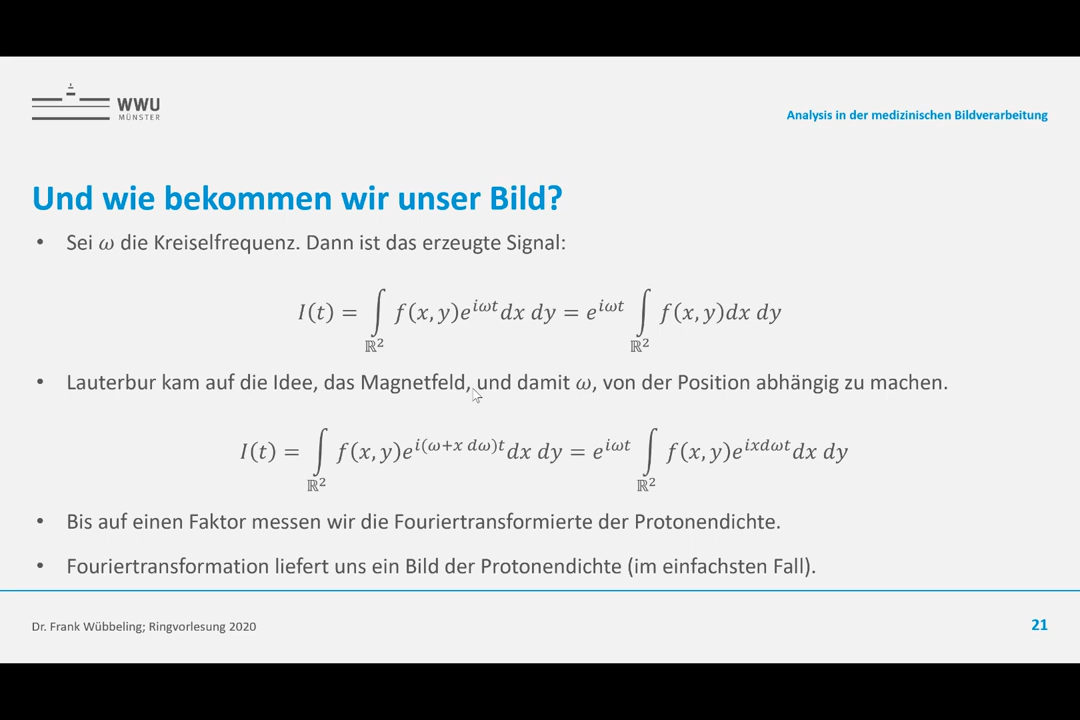 WWU
MÜNSTER
Analysis in der medizinischen Bildverarbeitung
Und wie bekommen wir unser Bild?
• Sei ω die Kreiselfrequenz. Dann ist das erzeugte Signal:
I(t) = ∫_{ℝ²} f(x, y)e^{iωt} dx dy = e^{iωt} ∫_{ℝ²} f(x, y)dx dy
• Lauterbur kam auf die Idee, das Magnetfeld, und damit ω, von der Position abhängig zu machen.
I(t) = ∫_{ℝ²} f(x, y)e^{i(ω+x dω)t} dx dy = e^{iωt} ∫_{ℝ²} f(x, y)e^{ixdωt} dx dy
• Bis auf einen Faktor messen wir die Fouriertransformierte der Protonendichte.
• Fouriertransformation liefert uns ein Bild der Protonendichte (im einfachsten Fall).
Dr. Frank Wübbeling; Ringvorlesung 2020
21